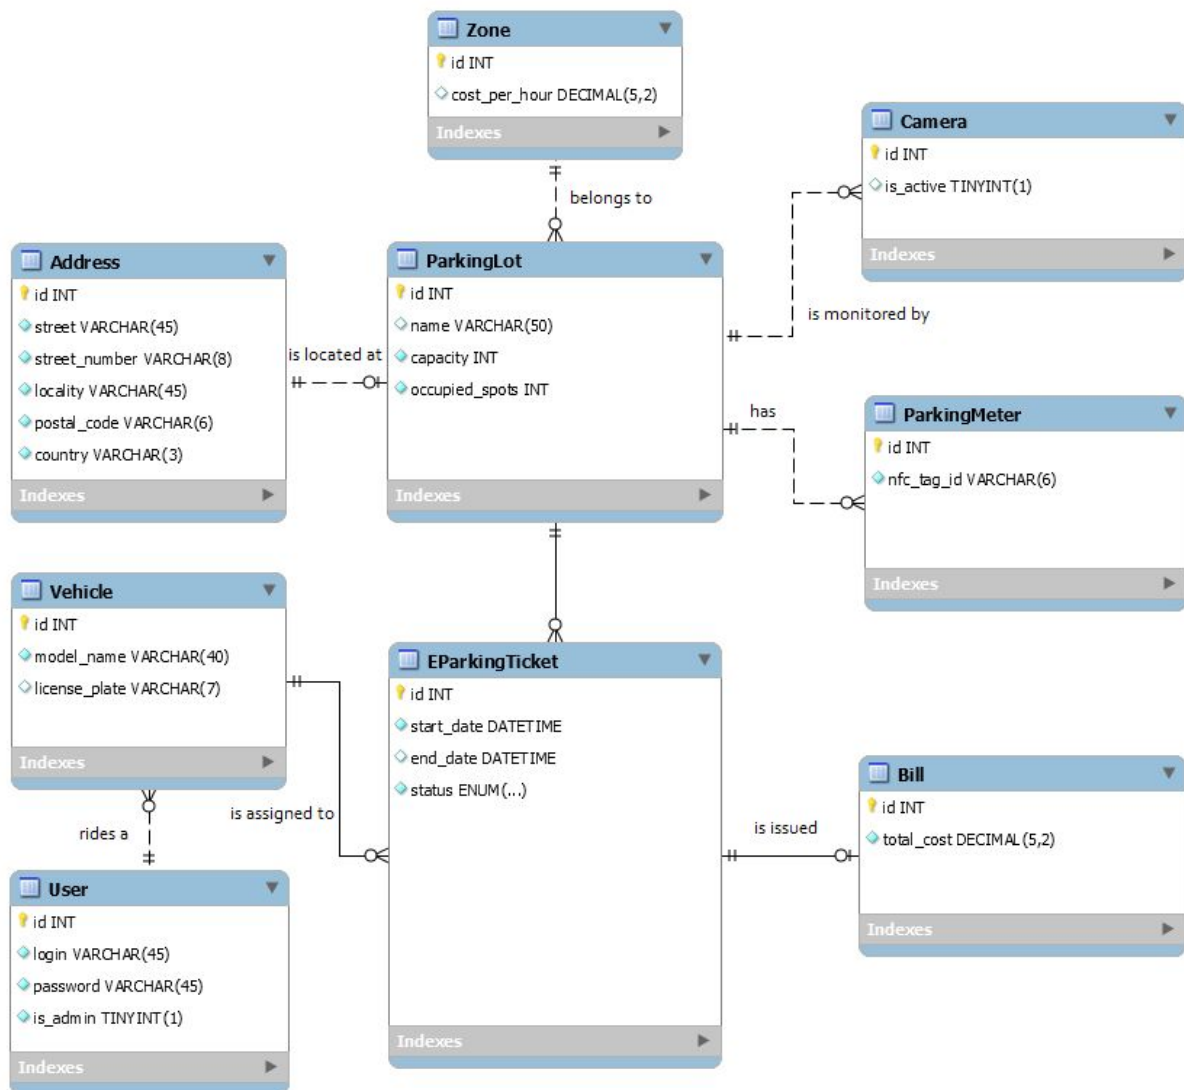 Zone
id INT
cost_per_hour DECIMAL(5,2)
Indexes
belongs to
Camera
id INT
is_active TINYINT(1)
Indexes
is monitored by
Address
id INT
street VARCHAR(45)
street_number VARCHAR(8)
locality VARCHAR(45)
postal_code VARCHAR(6)
country VARCHAR(3)
Indexes
is located at
ParkingLot
id INT
name VARCHAR(50)
capacity INT
occupied_spots INT
Indexes
has
ParkingMeter
id INT
nfc_tag_id VARCHAR(6)
Indexes
Vehicle
id INT
model_name VARCHAR(40)
license_plate VARCHAR(7)
Indexes
is assigned to
rides a
EParkingTicket
id INT
start_date DATETIME
end_date DATETIME
status ENUM(...)
Indexes
is issued
Bill
id INT
total_cost DECIMAL(5,2)
Indexes
User
id INT
login VARCHAR(45)
password VARCHAR(45)
is_admin TINYINT(1)
Indexes